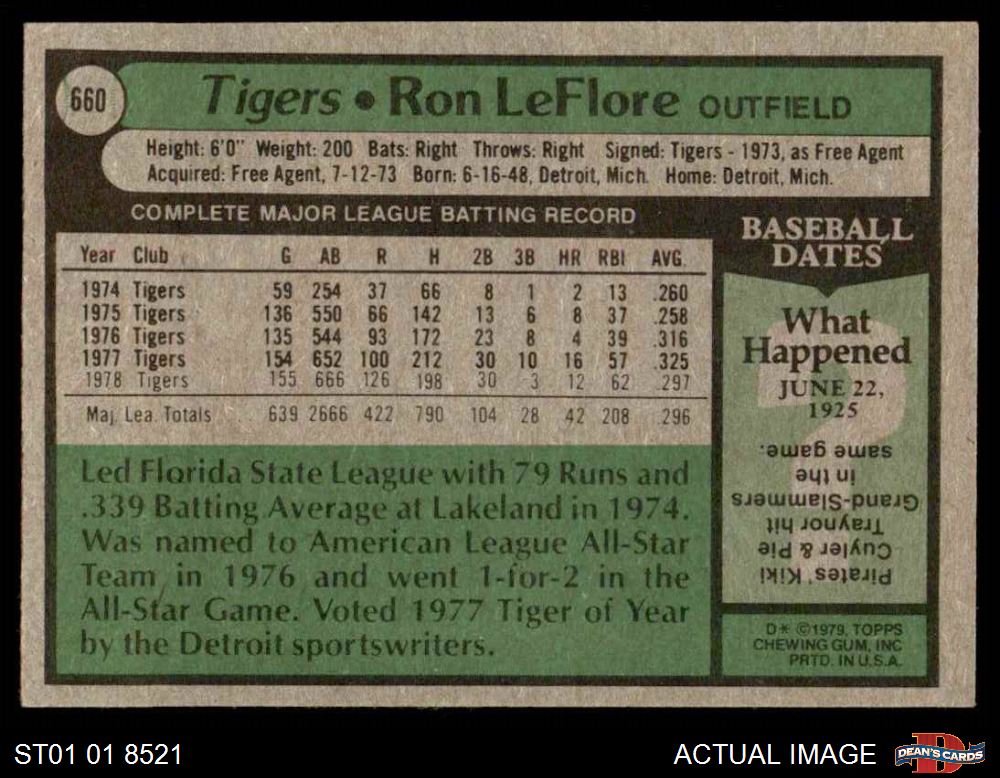 660
Tigers • Ron LeFlore OUTFIELD
Height: 6'0" Weight: 200 Bats: Right Throws: Right Signed: Tigers - 1973, as Free Agent
Acquired: Free Agent, 7-12-73 Born: 6-16-48, Detroit, Mich. Home: Detroit, Mich.
COMPLETE MAJOR LEAGUE BATTING RECORD
Year Club G AB R H 2B 3B HR RBI AVG.
1974 Tigers 59 254 37 66 8 1 2 13 .260
1975 Tigers 136 550 66 142 13 6 8 37 .258
1976 Tigers 135 544 93 172 23 8 4 39 .316
1977 Tigers 154 652 100 212 30 10 16 57 .325
1978 Tigers 155 666 126 198 30 3 12 62 .297
Maj. Lea. Totals 639 2666 422 790 104 28 42 208 .296
Led Florida State League with 79 Runs and
.339 Batting Average at Lakeland in 1974.
Was named to American League All-Star
Team in 1976 and went 1-for-2 in the
All-Star Game. Voted 1977 Tiger of Year
by the Detroit sportswriters.
BASEBALL
DATES
What
Happened
JUNE 22,
1925
Pirates' Kiki
Cuyler & Pie
Traynor hit
Grand-Slammers
in the
same game.
D* ©1979, TOPPS
CHEWING GUM, INC
PRTD. IN U.S.A.
ST01 01 8521
ACTUAL IMAGE
DEAN'S CARDS